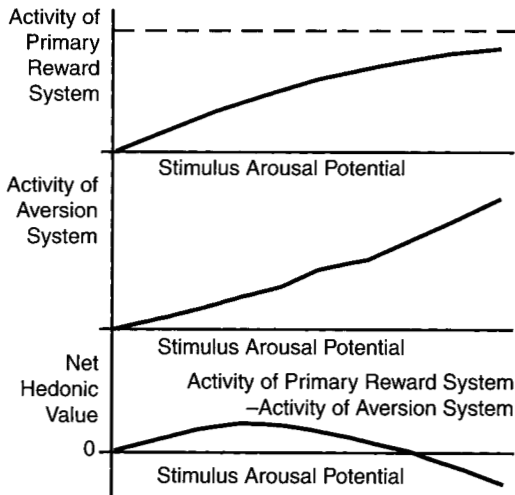 Activity of
Primary
Reward
System
Stimulus Arousal Potential
Activity of
Aversion
System
Stimulus Arousal Potential
Net
Hedonic
Value
Activity of Primary Reward System
–Activity of Aversion System
0
Stimulus Arousal Potential